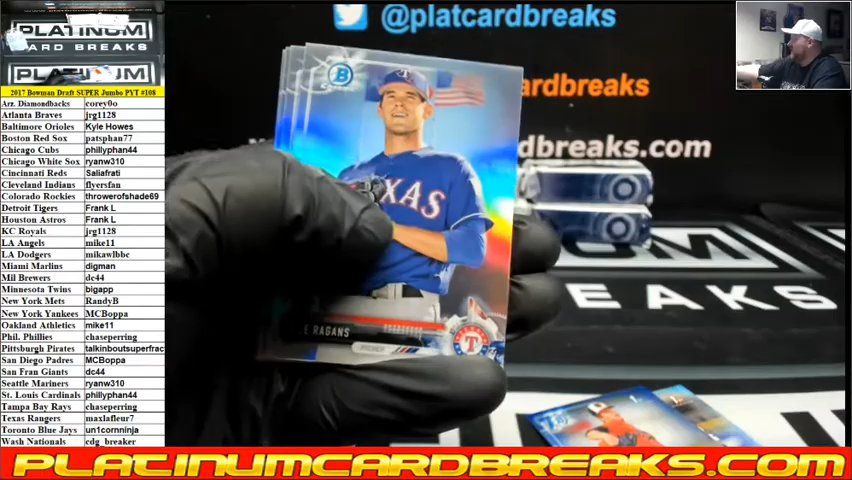 PLATINUM
CARD BREAKS
PLATINUM
2017 Bowman Draft SUPER Jumbo PYT #108
Arz. Diamondbacks corey0o
Atlanta Braves jrg1128
Baltimore Orioles Kyle Howes
Boston Red Sox patsphan77
Chicago Cubs phillyphan44
Chicago White Sox ryanw310
Cincinnati Reds Saliafrati
Cleveland Indians flyersfan
Colorado Rockies throwerofshade69
Detroit Tigers Frank L
Houston Astros Frank L
KC Royals jrg1128
LA Angels mike11
LA Dodgers mikawlbbc
Miami Marlins digman
Mil Brewers dc44
Minnesota Twins bigapp
New York Mets RandyB
New York Yankees MCBoppa
Oakland Athletics mike11
Phil. Phillies chaseperring
Pittsburgh Pirates talkinboutsuperfrac
San Diego Padres MCBoppa
San Fran Giants dc44
Seattle Mariners ryanw310
St. Louis Cardinals phillyphan44
Tampa Bay Rays chaseperring
Texas Rangers maxlafleur7
Toronto Blue Jays un1cornninja
Wash Nationals cdg_breaker
@platcardbreaks
cardbreaks
dbreaks.com
B
EXAS
E RAGANS
T
NUM
BREAKS
PLATINUMCARDBREAKS.COM